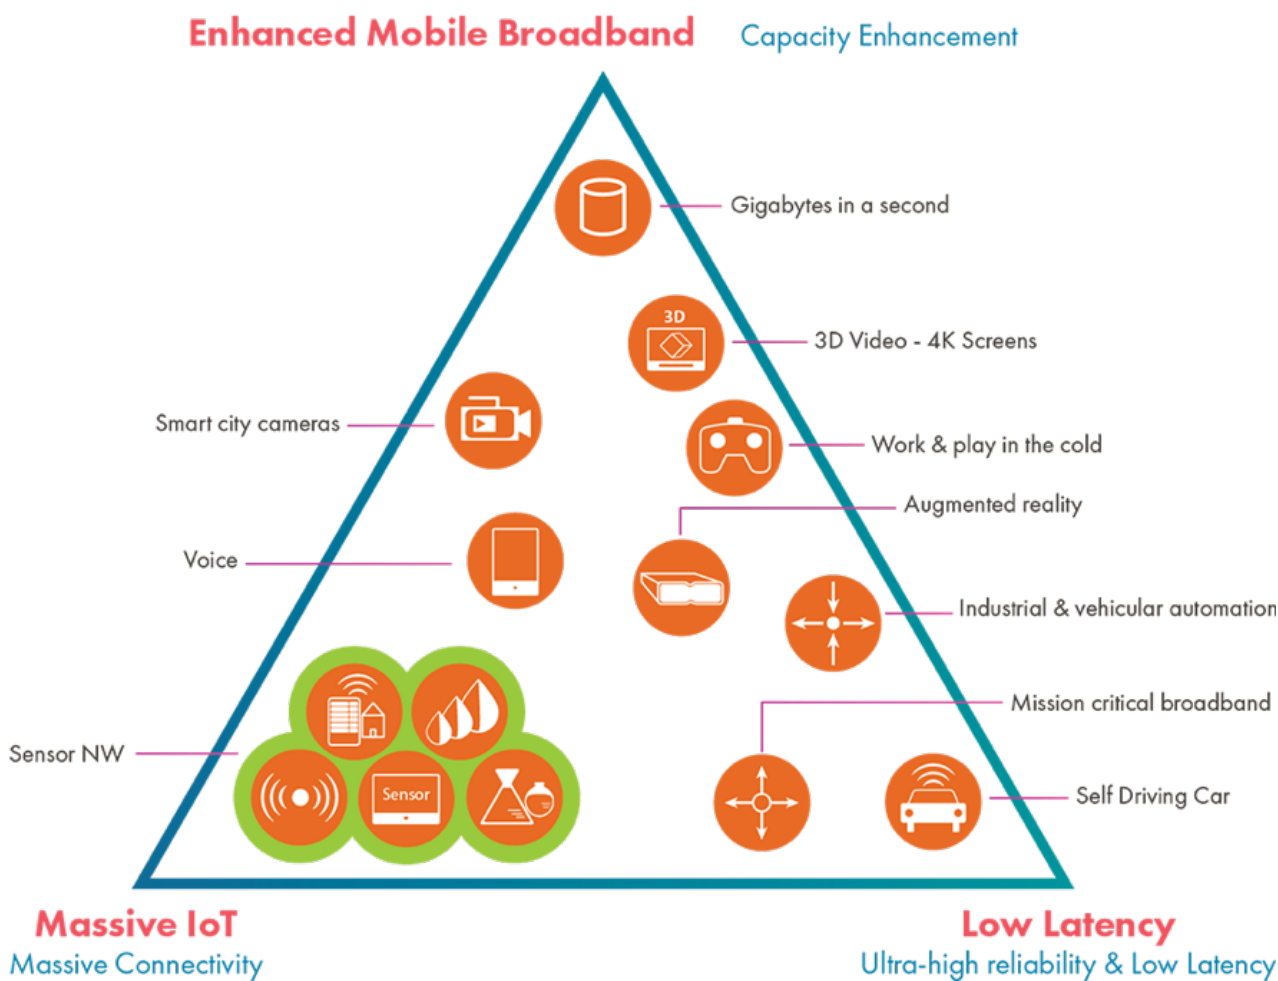 Enhanced Mobile Broadband
Capacity Enhancement
Gigabytes in a second
3D
3D Video - 4K Screens
Smart city cameras
Work & play in the cold
Augmented reality
Voice
Industrial & vehicular automation
Mission critical broadband
Sensor NW
Sensor
Self Driving Car
Massive IoT
Massive Connectivity
Low Latency
Ultra-high reliability & Low Latency